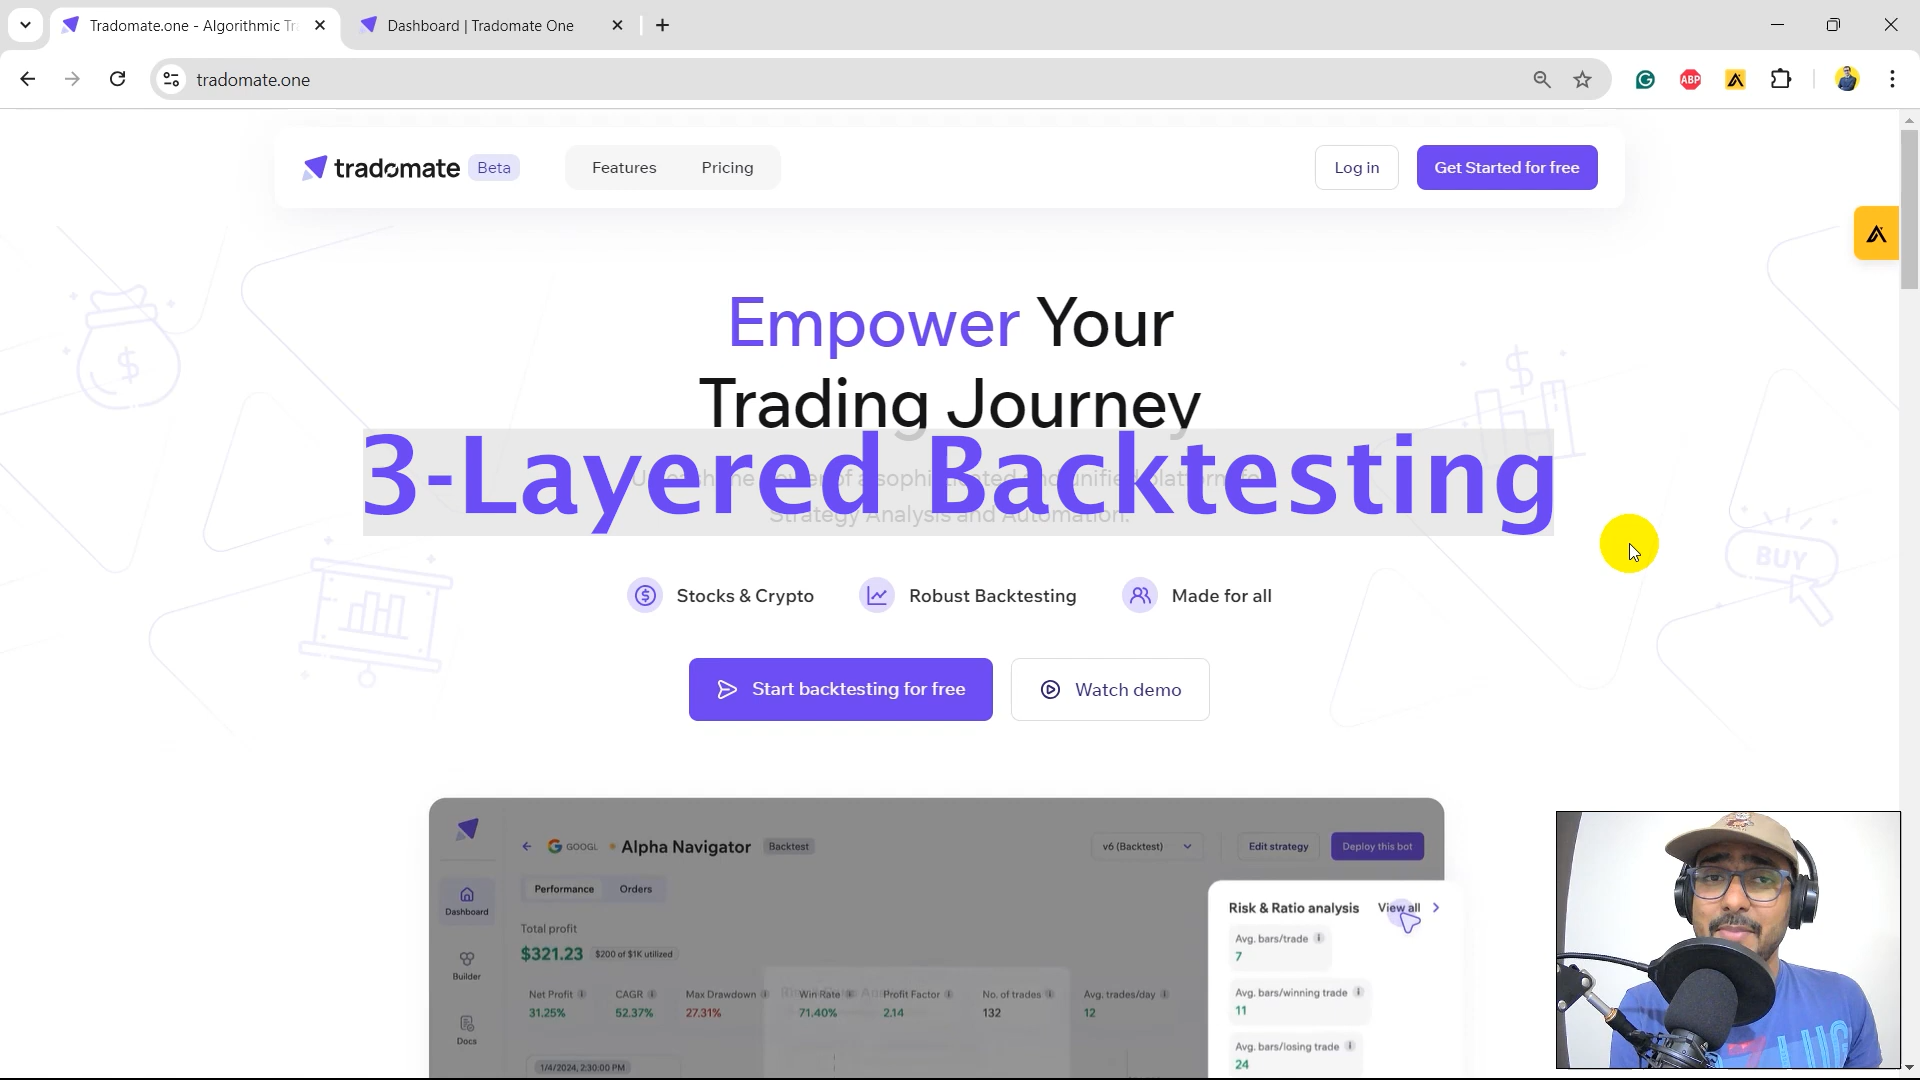 Tradomate.one - Algorithmic Tr
Dashboard | Tradomate One
tradomate.one
ABP
tradomate Beta
Features
Pricing
Log in
Get Started for free
Empower Your
Trading Journey
3-Layered Backtesting
Strategy Analysis and Automation.
Stocks & Crypto
Robust Backtesting
Made for all
BUY
Start backtesting for free
Watch demo
GOOGL
Alpha Navigator
Backtest
v6 (Backtest)
Edit strategy
Deploy this bot
Dashboard
Builder
Docs
Performance
Orders
Total profit
$321.23 $200 of $1K utilized
Net Profit
31.25%
CAGR
52.37%
Max Drawdown
27.31%
Win Rate
71.40%
Profit Factor
2.14
No. of trades
132
Avg. trades/day
12
1/4/2024, 2:30:00 PM
Risk & Ratio analysis
View all
Avg. bars/trade
7
Avg. bars/winning trade
11
Avg. bars/losing trade
24